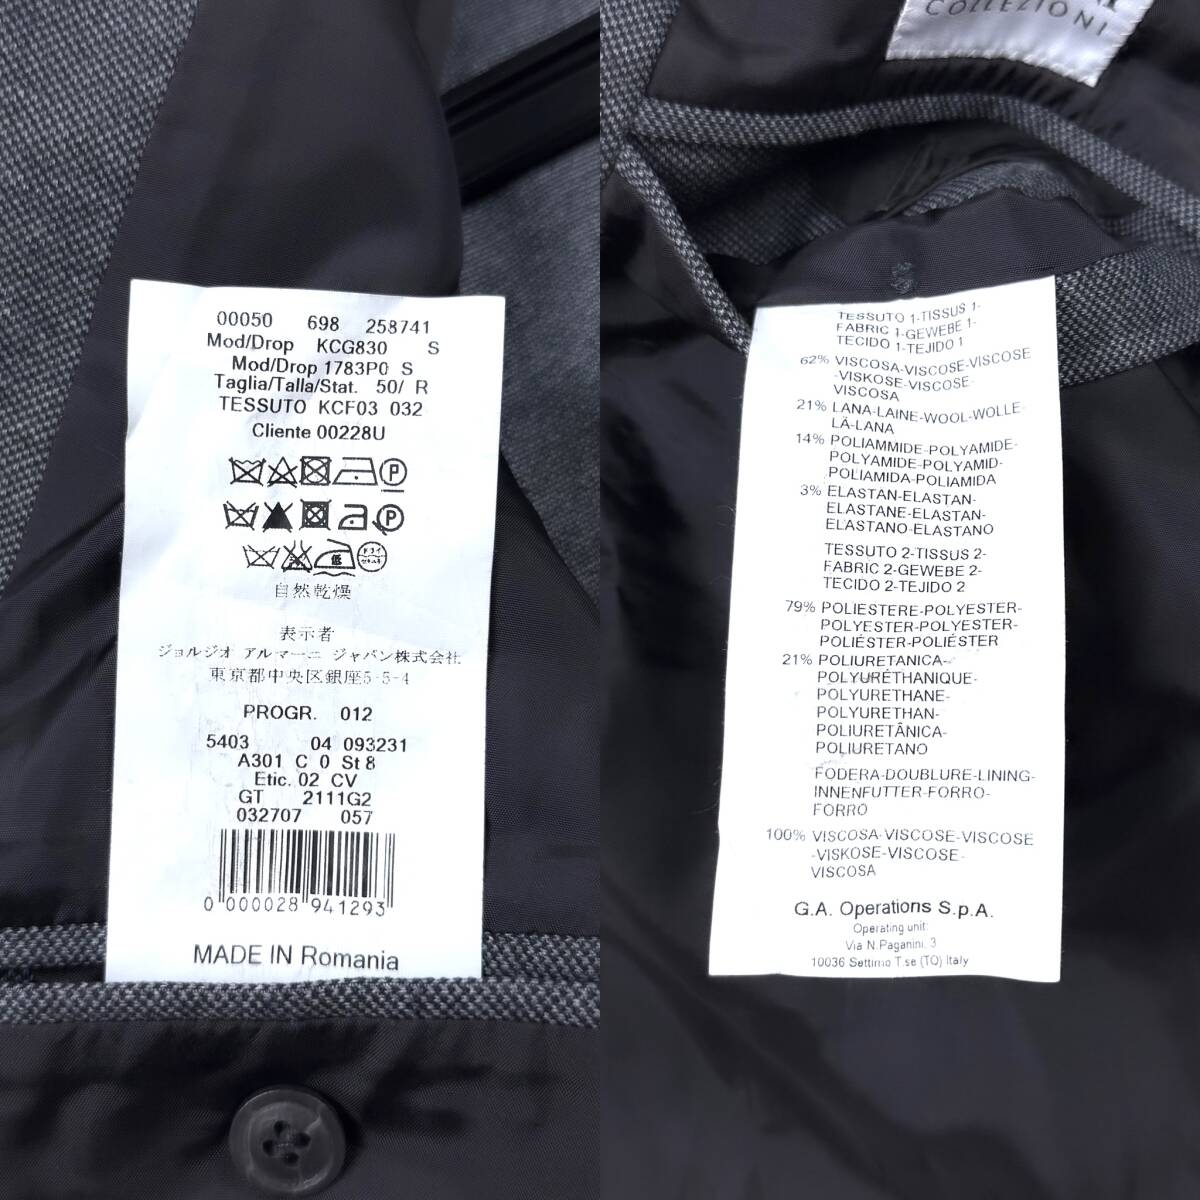 00050 698 258741
Mod/Drop KCG830 S
Mod/Drop 1783P0 S
Taglia/Talla/Stat. 50/ R
TESSUTO KCF03 032
Cliente 00228U
P
P
低
ドライ
セキユ系
自然乾燥
表示者
ジョルジオ アルマーニ ジャパン株式会社
東京都中央区銀座5-5-4
PROGR. 012
5403 04 093231
A301 C 0 St 8
Etic. 02 CV
GT 2111G2
032707 057
0 000028 941293
MADE IN Romania
COLLEZIONI
TESSUTO 1-TISSUS 1-
FABRIC 1-GEWEBE 1-
TECIDO 1-TEJIDO 1
62% VISCOSA-VISCOSE-VISCOSE
-VISKOSE-VISCOSE-
VISCOSA
21% LANA-LAINE-WOOL-WOLLE-
LÃ-LANA
14% POLIAMMIDE-POLYAMIDE-
POLYAMIDE-POLYAMID-
POLIAMIDA-POLIAMIDA
3% ELASTAN-ELASTAN-
ELASTANE-ELASTAN-
ELASTANO-ELASTANO
TESSUTO 2-TISSUS 2-
FABRIC 2-GEWEBE 2-
TECIDO 2-TEJIDO 2
79% POLIESTERE-POLYESTER-
POLYESTER-POLYESTER-
POLIÉSTER-POLIÉSTER
21% POLIURETANICA-
POLYURÉTHANIQUE-
POLYURETHANE-
POLYURETHAN-
POLIURETÂNICA-
POLIURETANO
FODERA-DOUBLURE-LINING-
INNENFUTTER-FORRO-
FORRO
100% VISCOSA-VISCOSE-VISCOSE
-VISKOSE-VISCOSE-
VISCOSA
G.A. Operations S.p.A.
Operating unit:
Via N.Paganini, 3
10036 Settimo T.se (TO) Italy